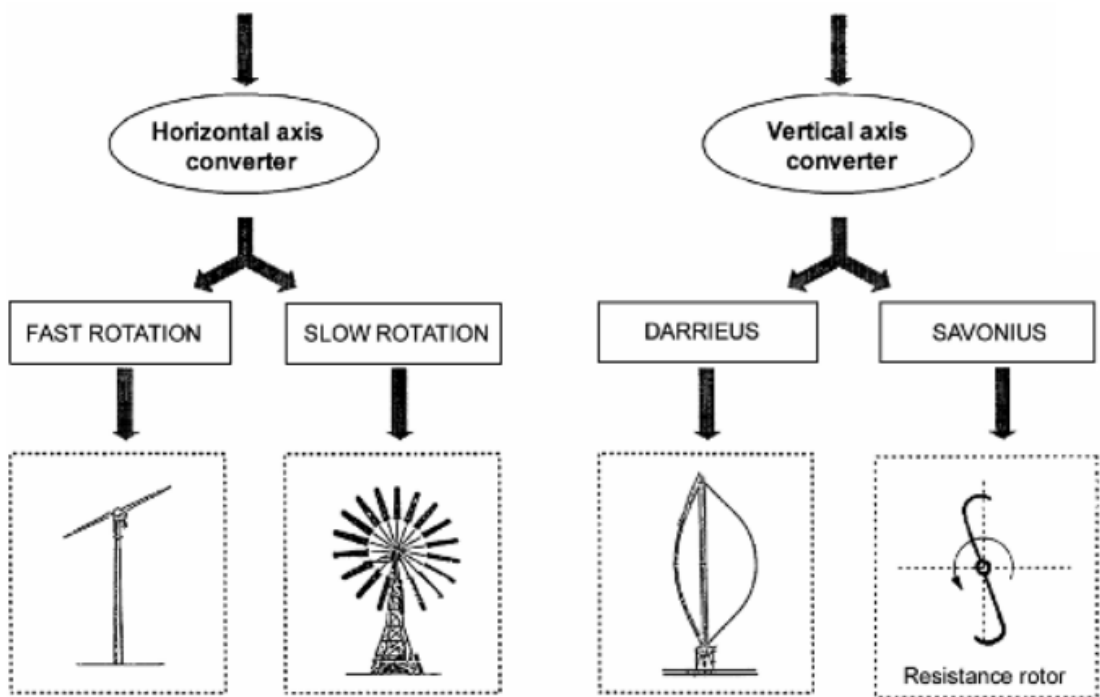 Horizontal axis
converter
Vertical axis
converter
FAST ROTATION
SLOW ROTATION
DARRIEUS
SAVONIUS
Resistance rotor